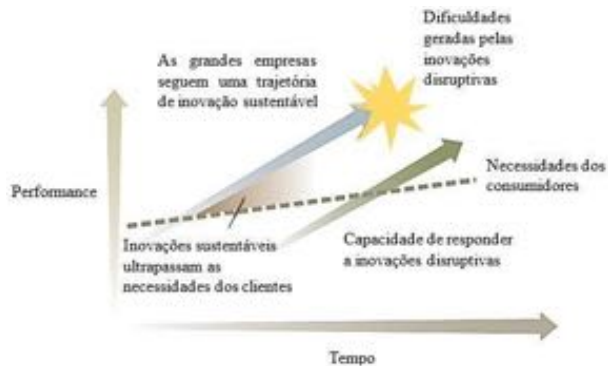 Dificuldades
geradas pelas
inovações
disruptivas
As grandes empresas
seguem uma trajetória
de inovação sustentável
Performance
Necessidades dos
consumidores
Inovações sustentáveis
ultrapassam as
necessidades dos clientes
Capacidade de responder
a inovações disruptivas
Tempo